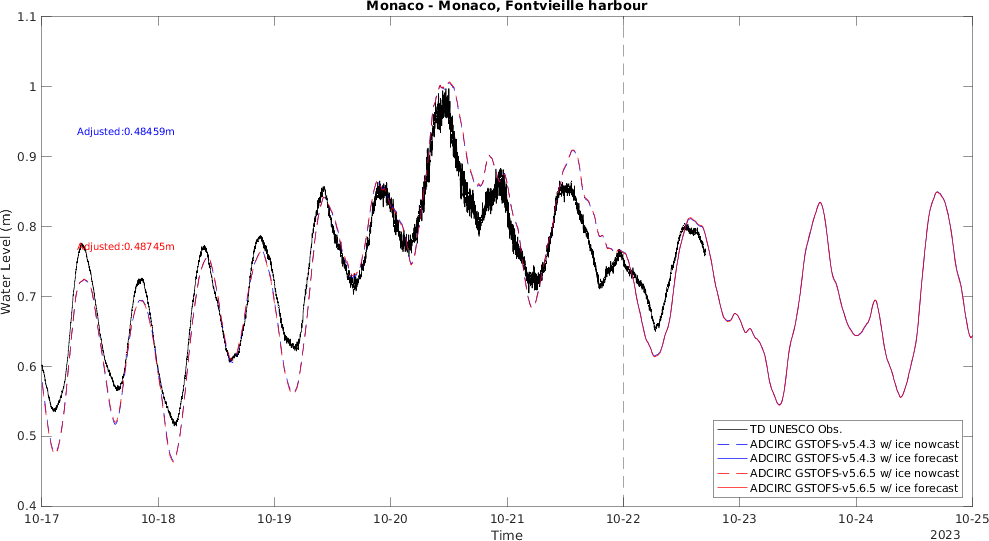 Monaco - Monaco, Fontvieille harbour
1.1
1
0.9
0.8
0.7
0.6
0.5
0.4
Water Level (m)
Adjusted:0.48459m
Adjusted:0.48745m
TD UNESCO Obs.
ADCIRC GSTOFS-v5.4.3 w/ ice nowcast
ADCIRC GSTOFS-v5.4.3 w/ ice forecast
ADCIRC GSTOFS-v5.6.5 w/ ice nowcast
ADCIRC GSTOFS-v5.6.5 w/ ice forecast
10-17 10-18 10-19 10-20 10-21 10-22 10-23 10-24 10-25
Time
2023